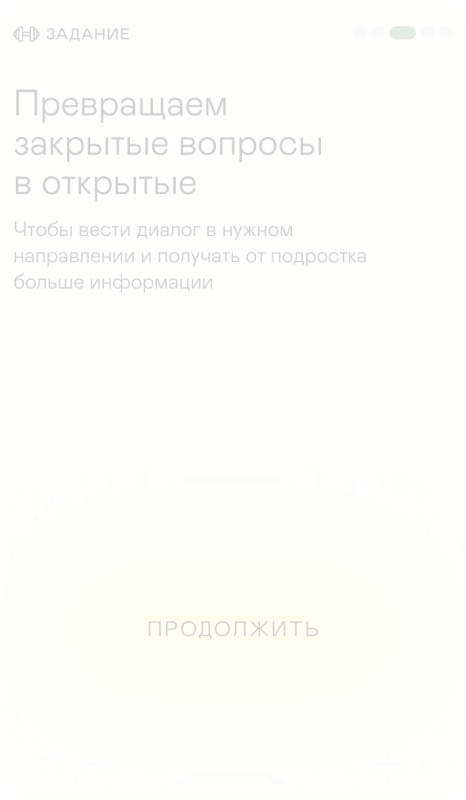 ЗАДАНИЕ
Превращаем
закрытые вопросы
в открытые
Чтобы вести диалог в нужном
направлении и получать от подростка
больше информации
ПРОДОЛЖИТЬ